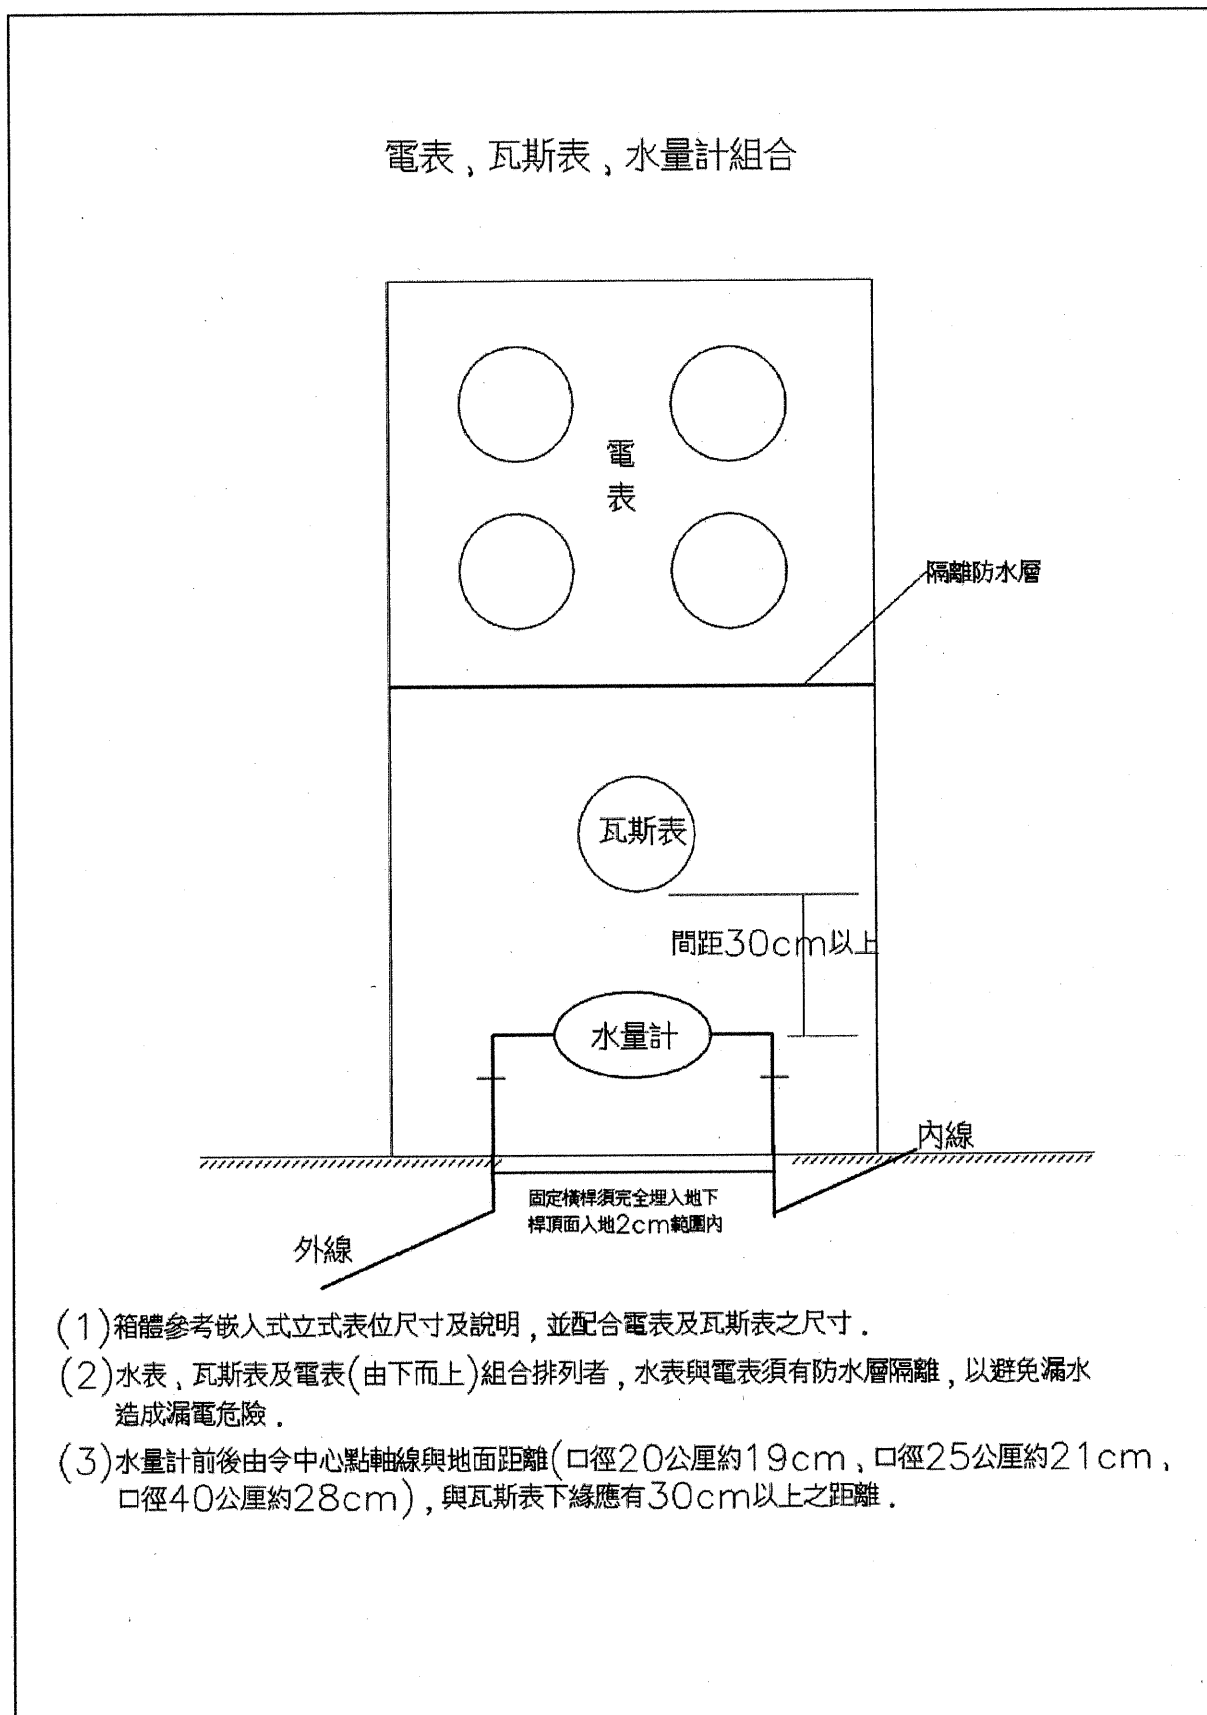 電表、瓦斯表、水量計組合
電
表
隔離防水層
瓦斯表
間距30cm以上
水量計
內線
固定橫桿須完全埋入地下
桿頂面入地2cm範圍內
外線
(1)箱體參考嵌入式立式表位尺寸及說明，並配合電表及瓦斯表之尺寸．
(2)水表、瓦斯表及電表(由下而上)組合排列者，水表與電表須有防水層隔離，以避免漏水
造成漏電危險．
(3)水量計前後由令中心點軸線與地面距離(口徑20公厘約19cm、口徑25公厘約21cm、
口徑40公厘約28cm)，與瓦斯表下緣應有30cm以上之距離．